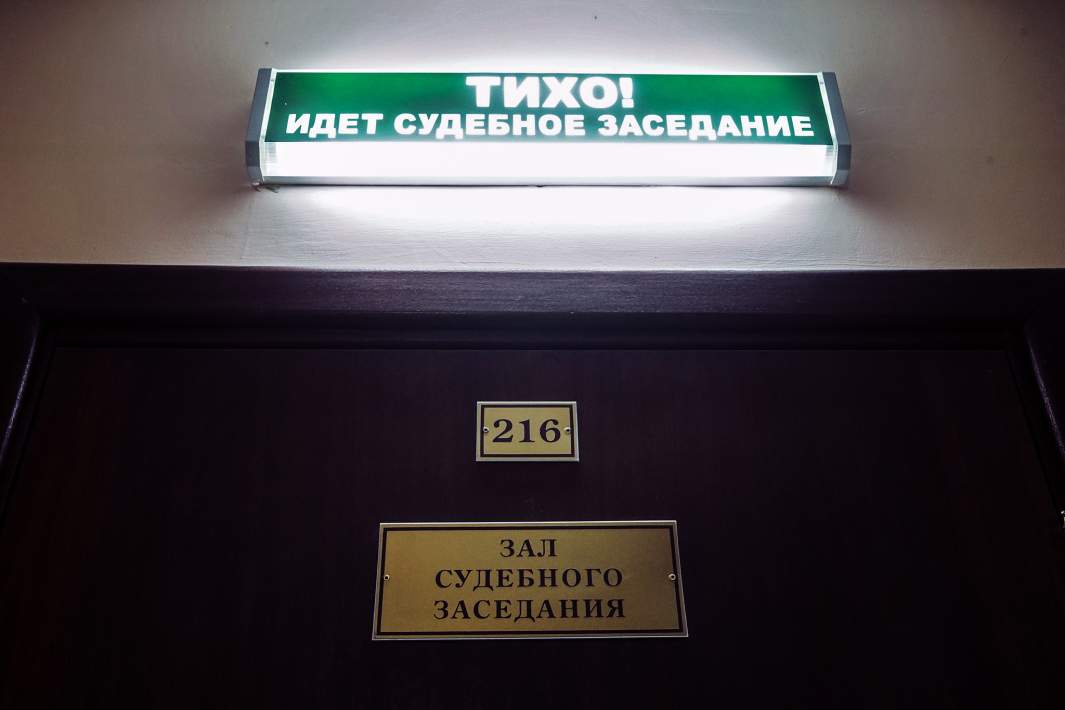 ТИХО!
ИДЕТ СУДЕБНОЕ ЗАСЕДАНИЕ
216
ЗАЛ
СУДЕБНОГО
ЗАСЕДАНИЯ